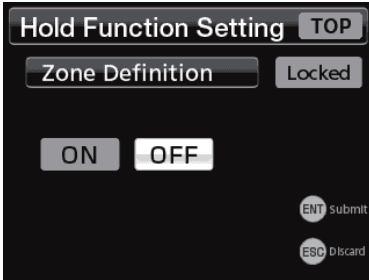 Hold Function Setting TOP
Zone Definition Locked
ON OFF
ENT Submit
ESC Discard